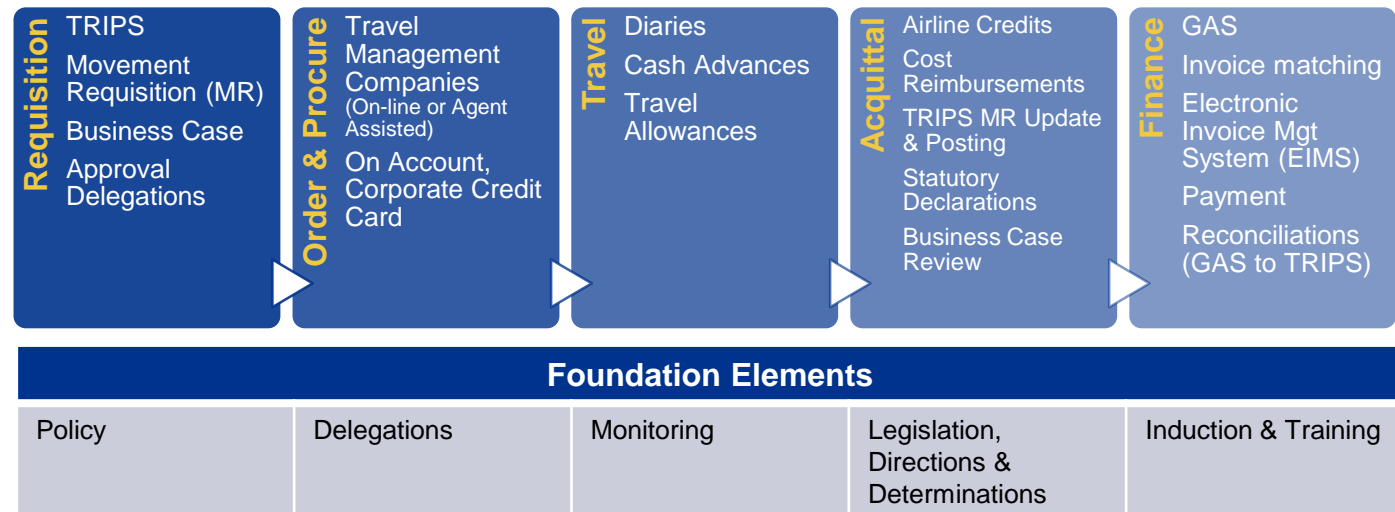 Requisition
TRIPS
Movement
Requisition (MR)
Business Case
Approval
Delegations
Order & Procure
Travel
Management
Companies
(On-line or Agent
Assisted)
On Account,
Corporate Credit
Card
Travel
Diaries
Cash Advances
Travel
Allowances
Acquittal
Airline Credits
Cost
Reimbursements
TRIPS MR Update
& Posting
Statutory
Declarations
Business Case
Review
Finance
GAS
Invoice matching
Electronic
Invoice Mgt
System (EIMS)
Payment
Reconciliations
(GAS to TRIPS)
Foundation Elements
Policy
Delegations
Monitoring
Legislation,
Directions &
Determinations
Induction & Training